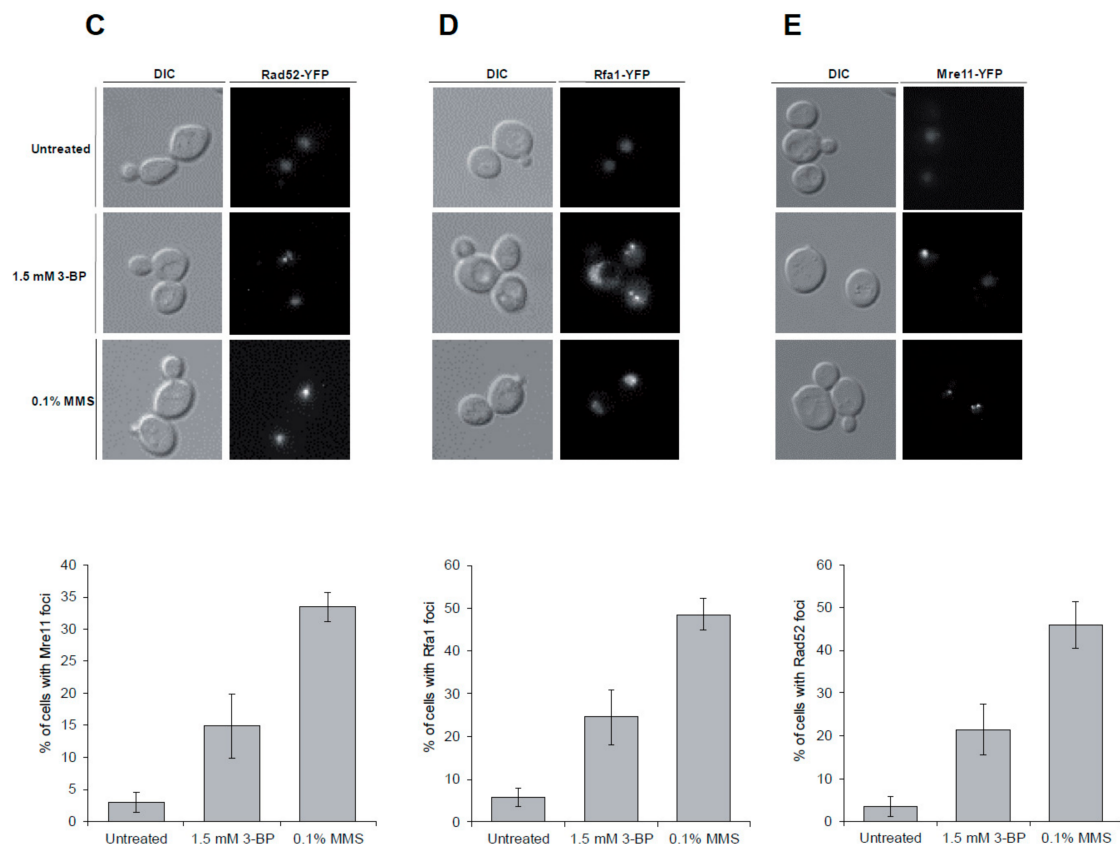 C
D
E
DIC Rad52-YFP
DIC Rfa1-YFP
DIC Mre11-YFP
Untreated
1.5 mM 3-BP
0.1% MMS
% of cells with Mre11 foci
40
35
30
25
20
15
10
5
0
Untreated 1.5 mM 3-BP 0.1% MMS
% of cells with Rfa1 foci
60
50
40
30
20
10
0
Untreated 1.5 mM 3-BP 0.1% MMS
% of cells with Rad52 foci
60
50
40
30
20
10
0
Untreated 1.5 mM 3-BP 0.1% MMS